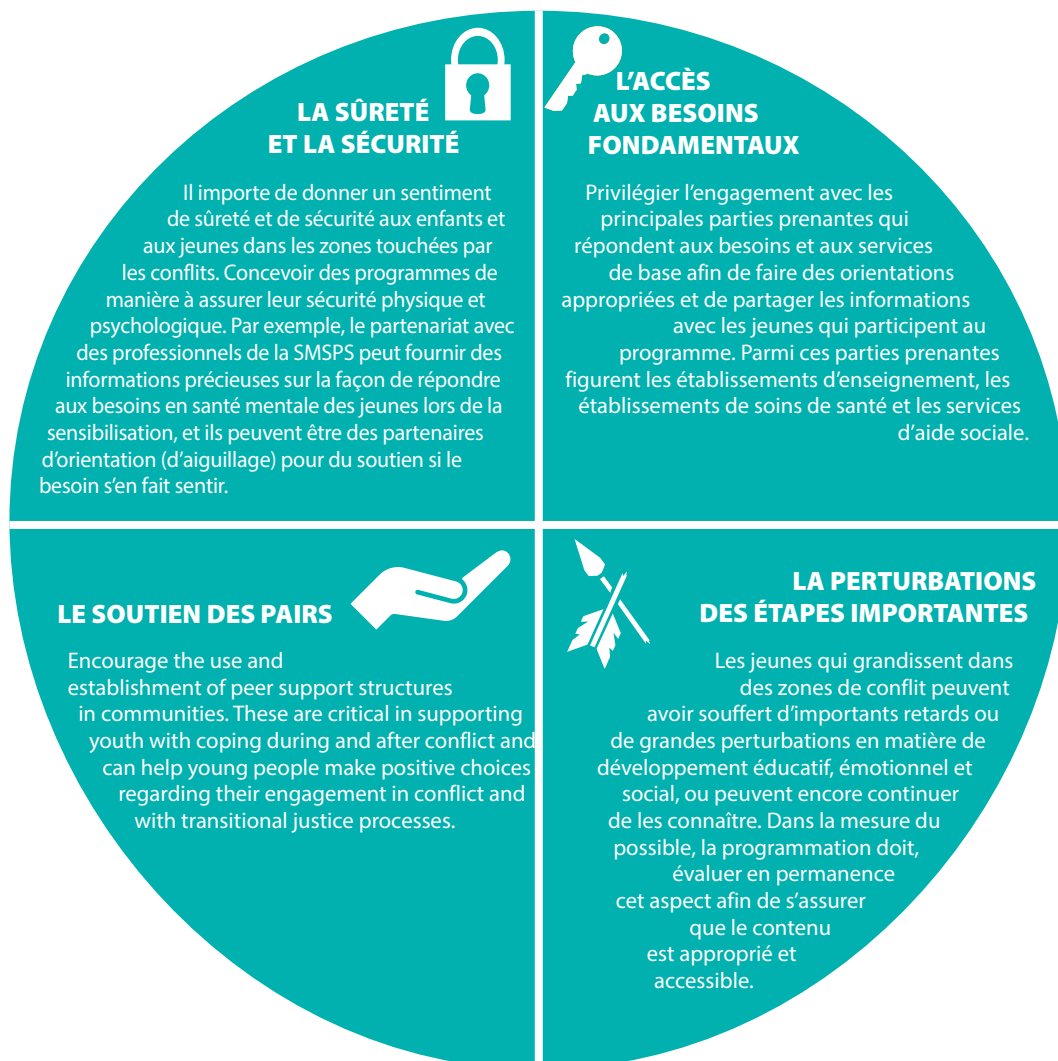 LA SÛRETÉ
ET LA SÉCURITÉ
Il importe de donner un sentiment
de sûreté et de sécurité aux enfants et
aux jeunes dans les zones touchées par
les conflits. Concevoir des programmes de
manière à assurer leur sécurité physique et
psychologique. Par exemple, le partenariat avec
des professionnels de la SMSPS peut fournir des
informations précieuses sur la façon de répondre
aux besoins en santé mentale des jeunes lors de la
sensibilisation, et ils peuvent être des partenaires
d’orientation (d’aiguillage) pour du soutien si le
besoin s’en fait sentir.
L’ACCÈS
AUX BESOINS
FONDAMENTAUX
Privilégier l’engagement avec les
principales parties prenantes qui
répondent aux besoins et aux services
de base afin de faire des orientations
appropriées et de partager les informations
avec les jeunes qui participent au
programme. Parmi ces parties prenantes
figurent les établissements d’enseignement, les
établissements de soins de santé et les services
d’aide sociale.
LE SOUTIEN DES PAIRS
Encourage the use and
establishment of peer support structures
in communities. These are critical in supporting
youth with coping during and after conflict and
can help young people make positive choices
regarding their engagement in conflict and
with transitional justice processes.
LA PERTURBATIONS
DES ÉTAPES IMPORTANTES
Les jeunes qui grandissent dans
des zones de conflit peuvent
avoir souffert d’importants retards ou
de grandes perturbations en matière de
développement éducatif, émotionnel et
social, ou peuvent encore continuer
de les connaître. Dans la mesure du
possible, la programmation doit,
évaluer en permanence
cet aspect afin de s’assurer
que le contenu
est approprié et
accessible.